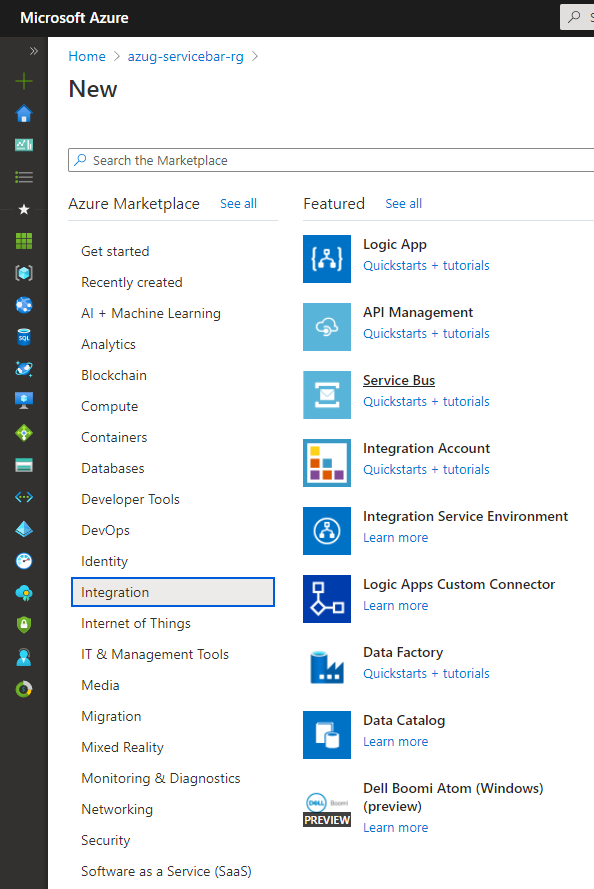 Microsoft Azure
S
»
Home > azug-servicebar-rg >
New
Search the Marketplace
Azure Marketplace See all
Get started
Recently created
AI + Machine Learning
Analytics
Blockchain
Compute
Containers
Databases
Developer Tools
DevOps
Identity
Integration
Internet of Things
IT & Management Tools
Media
Migration
Mixed Reality
Monitoring & Diagnostics
Networking
Security
Software as a Service (SaaS)
Featured See all
Logic App
Quickstarts + tutorials
API Management
Quickstarts + tutorials
Service Bus
Quickstarts + tutorials
Integration Account
Quickstarts + tutorials
Integration Service Environment
Learn more
Logic Apps Custom Connector
Learn more
Data Factory
Quickstarts + tutorials
Data Catalog
Learn more
DELL Boomi
PREVIEW
Dell Boomi Atom (Windows)
(preview)
Learn more
SQL